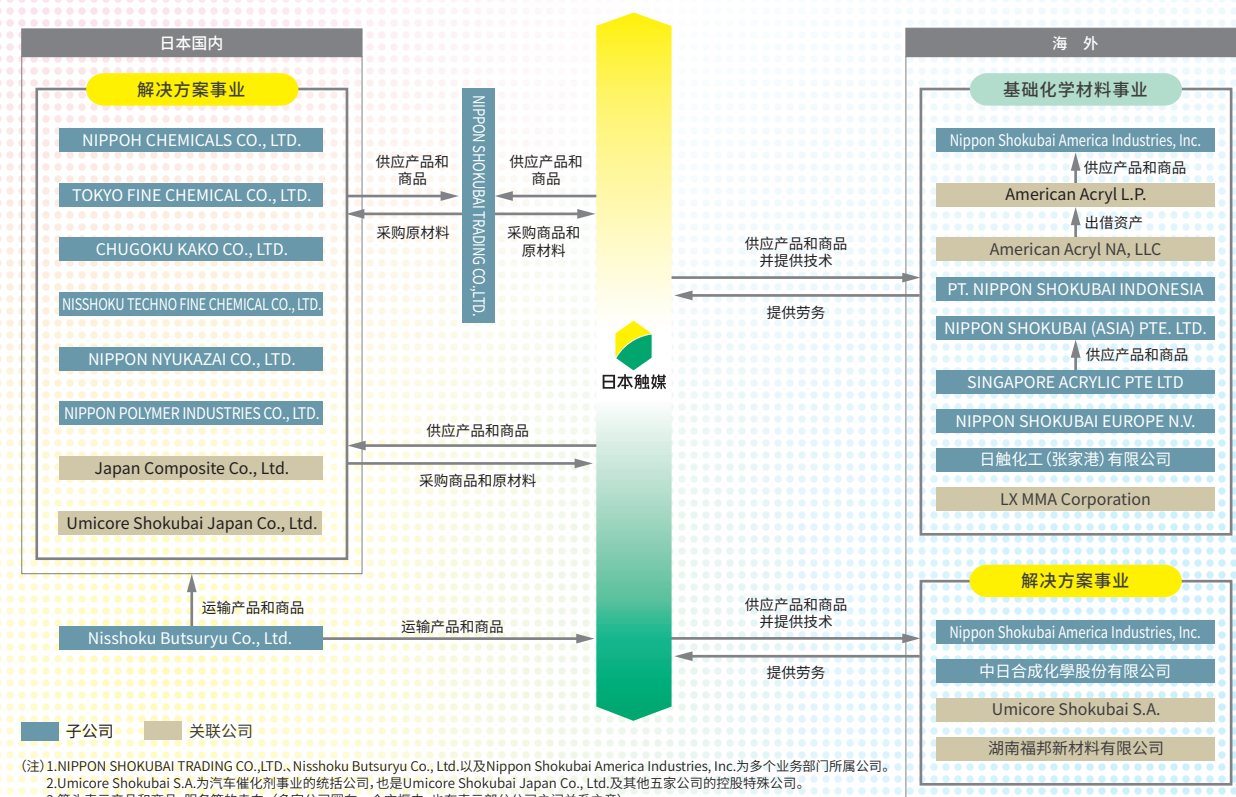 日本国内
解决方案事业
NIPPOH CHEMICALS CO., LTD.
TOKYO FINE CHEMICAL CO., LTD.
CHUGOKU KAKO CO., LTD.
NISSHOKU TECHNO FINE CHEMICAL CO., LTD.
NIPPON NYUKAZAI CO., LTD.
NIPPON POLYMER INDUSTRIES CO., LTD.
Japan Composite Co., Ltd.
Umicore Shokubai Japan Co., Ltd.
运输产品和商品
Nisshoku Butsuryu Co., Ltd.
运输产品和商品
供应产品和
商品
采购原材料
NIPPON SHOKUBAI TRADING CO.,LTD.
供应产品和
商品
采购商品和
原材料
供应产品和商品
采购商品和原材料
日本触媒
供应产品和商品
并提供技术
提供劳务
供应产品和商品
并提供技术
提供劳务
海 外
基础化学材料事业
Nippon Shokubai America Industries, Inc.
供应产品和商品
American Acryl L.P.
出借资产
American Acryl NA, LLC
PT. NIPPON SHOKUBAI INDONESIA
NIPPON SHOKUBAI (ASIA) PTE. LTD.
供应产品和商品
SINGAPORE ACRYLIC PTE LTD
NIPPON SHOKUBAI EUROPE N.V.
日触化工(张家港)有限公司
LX MMA Corporation
解决方案事业
Nippon Shokubai America Industries, Inc.
中日合成化學股份有限公司
Umicore Shokubai S.A.
湖南福邦新材料有限公司
子公司 关联公司
(注)1.NIPPON SHOKUBAI TRADING CO.,LTD.、Nisshoku Butsuryu Co., Ltd.以及Nippon Shokubai America Industries, Inc.为多个业务部门所属公司。
2.Umicore Shokubai S.A.为汽车催化剂事业的统括公司,也是Umicore Shokubai Japan Co., Ltd.及其他五家公司的控股特殊公司。